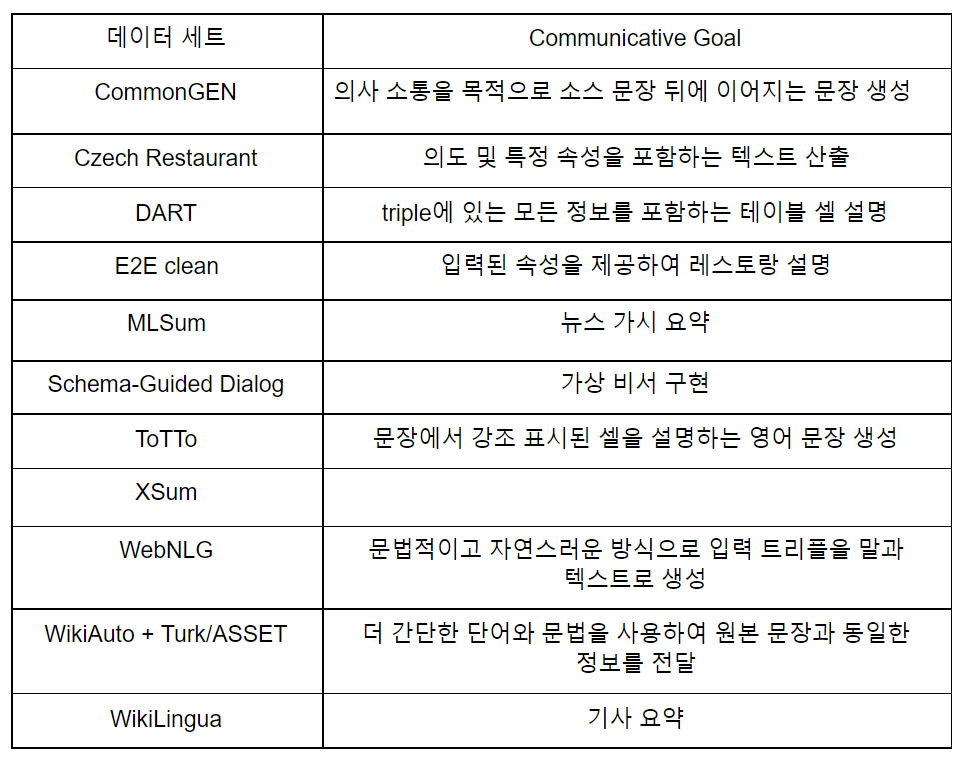 데이터 세트 Communicative Goal
CommonGEN 의사 소통을 목적으로 소스 문장 뒤에 이어지는 문장 생성
Czech Restaurant 의도 및 특정 속성을 포함하는 텍스트 산출
DART triple에 있는 모든 정보를 포함하는 테이블 셀 설명
E2E clean 입력된 속성을 제공하여 레스토랑 설명
MLSum 뉴스 가시 요약
Schema-Guided Dialog 가상 비서 구현
ToTTo 문장에서 강조 표시된 셀을 설명하는 영어 문장 생성
XSum
WebNLG 문법적이고 자연스러운 방식으로 입력 트리플을 말과
텍스트로 생성
WikiAuto + Turk/ASSET 더 간단한 단어와 문법을 사용하여 원본 문장과 동일한
정보를 전달
WikiLingua 기사 요약